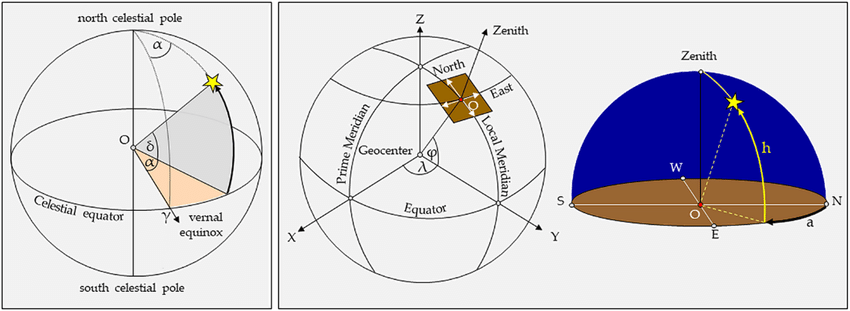 north celestial pole
α
O
δ
α
Celestial equator
γ
vernal
equinox
south celestial pole
Z
Zenith
North
East
O
Prime Meridian
Local Meridian
Geocenter
φ
λ
Equator
X
Y
Zenith
h
W
S
O
N
E
a